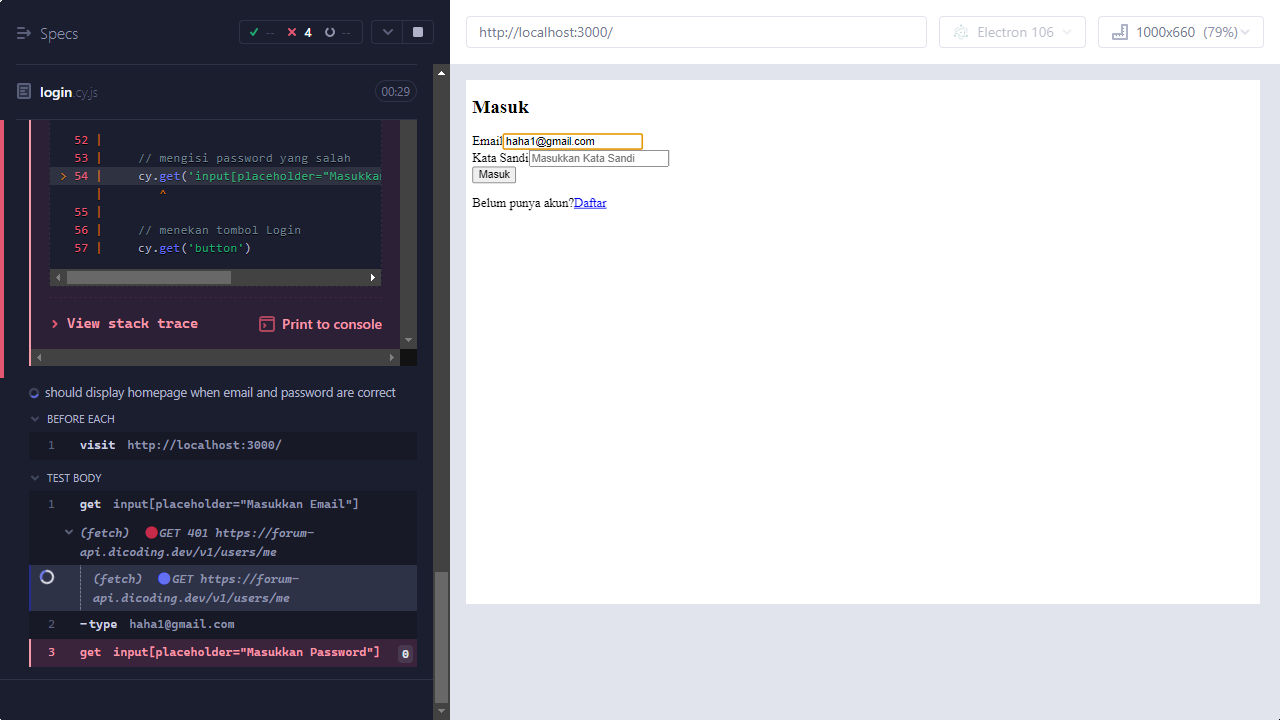 Specs
-- 4 --
login.cy.js
00:29
52 |
53 | // mengisi password yang salah
> 54 | cy.get('input[placeholder="Masukkan
| ^
55 |
56 | // menekan tombol Login
57 | cy.get('button')
View stack trace
Print to console
should display homepage when email and password are correct
BEFORE EACH
1 visit http://localhost:3000/
TEST BODY
1 get input[placeholder="Masukkan Email"]
(fetch) GET 401 https://forum-
api.dicoding.dev/v1/users/me
(fetch) GET https://forum-
api.dicoding.dev/v1/users/me
2 -type haha1@gmail.com
3 get input[placeholder="Masukkan Password"] 0
http://localhost:3000/
Electron 106
1000x660 (79%)
Masuk
Email haha1@gmail.com
Kata Sandi Masukkan Kata Sandi
Masuk
Belum punya akun?Daftar